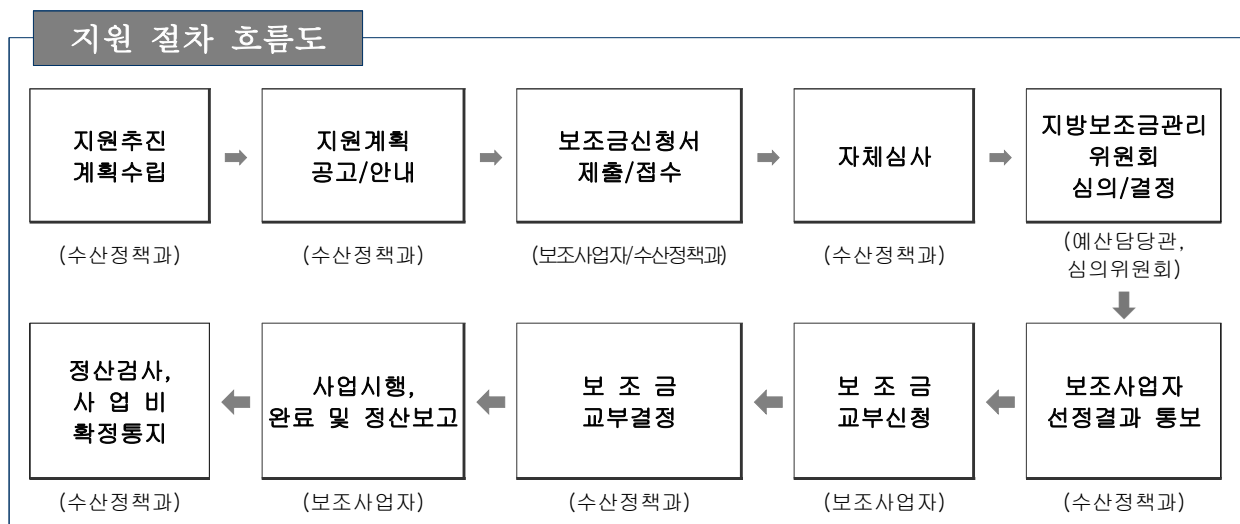 지원 절차 흐름도
지원추진
계획수립
(수산정책과)
지원계획
공고/안내
(수산정책과)
보조금신청서
제출/접수
(보조사업자/수산정책과)
자체심사
(수산정책과)
지방보조금관리
위원회
심의/결정
(예산담당관,
심의위원회)
보조사업자
선정결과 통보
(수산정책과)
보 조 금
교부신청
(보조사업자)
보 조 금
교부결정
(수산정책과)
사업시행,
완료 및 정산보고
(보조사업자)
정산검사,
사 업 비
확정통지
(수산정책과)